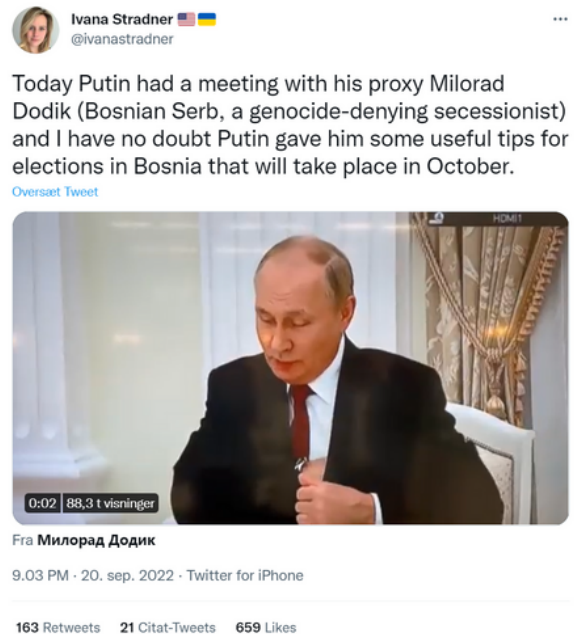 Ivana Stradner 🇺🇸🇺🇦
@ivanastradner
Today Putin had a meeting with his proxy Milorad
Dodik (Bosnian Serb, a genocide-denying secessionist)
and I have no doubt Putin gave him some useful tips for
elections in Bosnia that will take place in October.
Oversæt Tweet
HDMI1
0:02 88,3 t visninger
Fra Милорад Додик
9.03 PM · 20. sep. 2022 · Twitter for iPhone
163 Retweets 21 Citat-Tweets 659 Likes